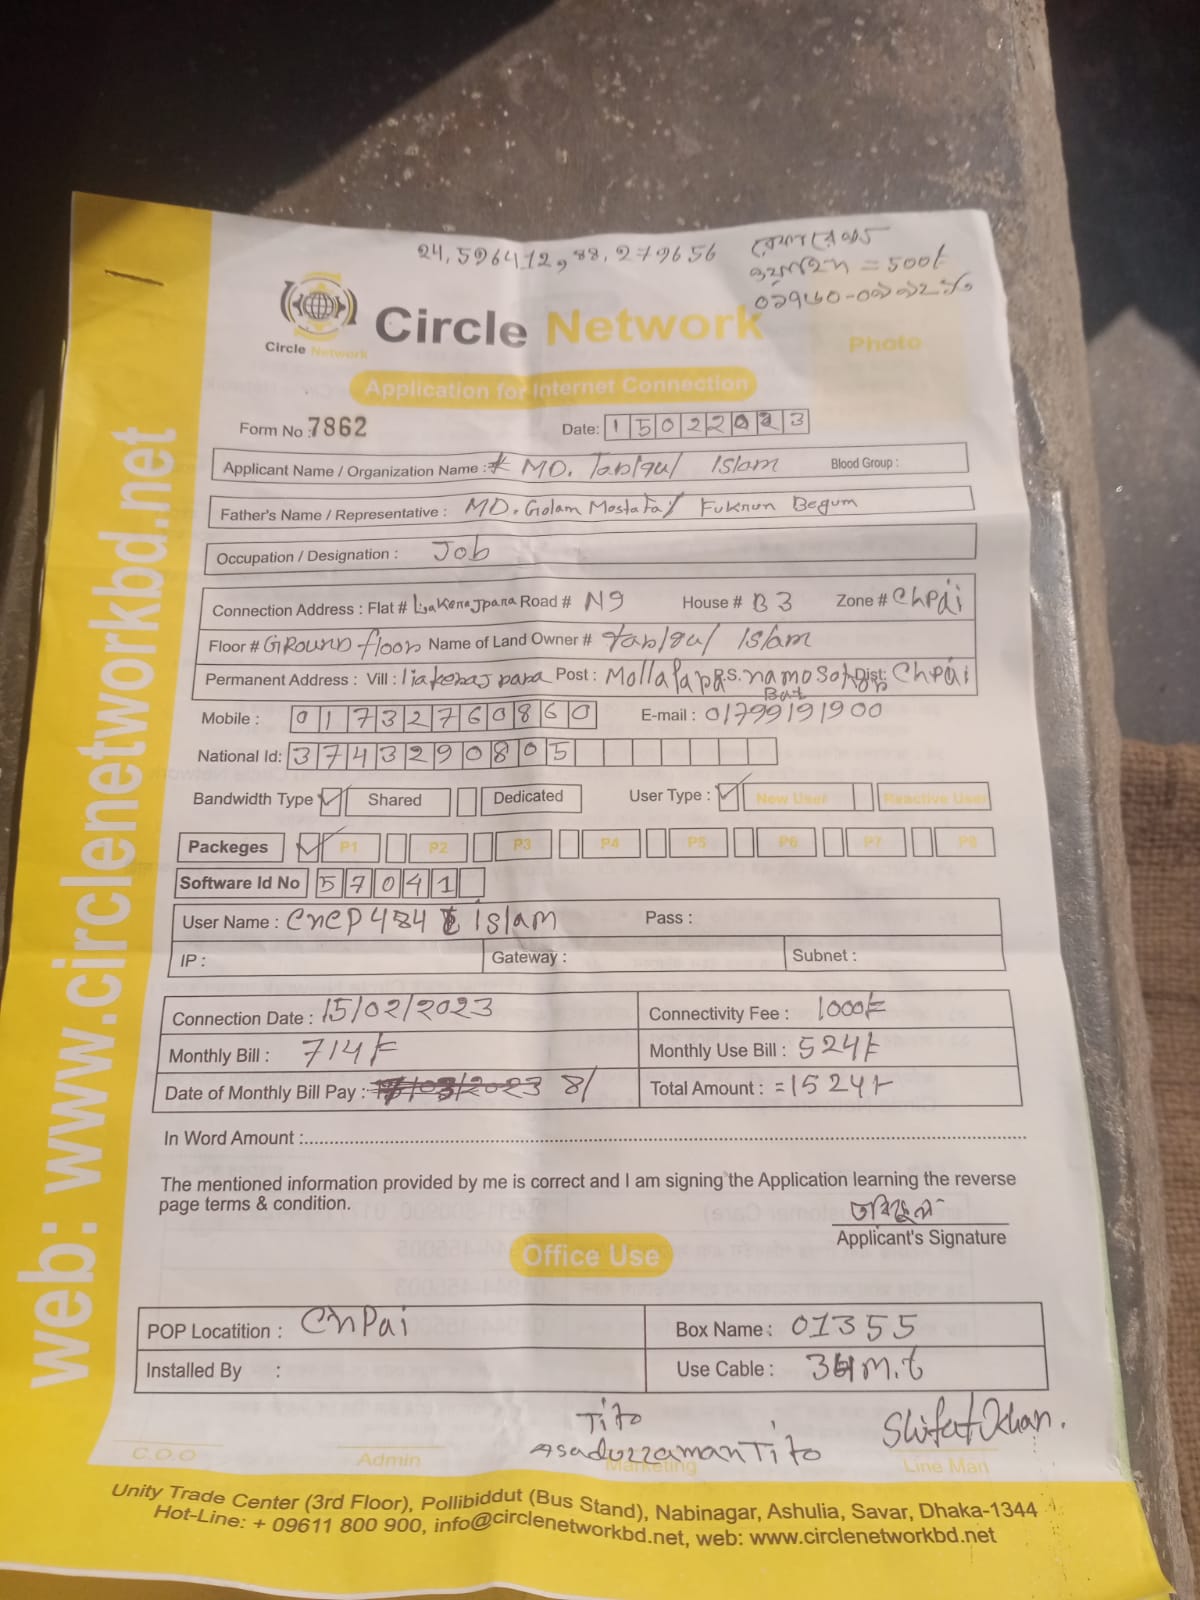 24,596412,88,279656
= 500/-
Circle Network
Circle Network
Photo
Application for Internet Connection
Form No : 7862 Date: 15022023
Applicant Name / Organization Name : MD. Islam Blood Group :
Father's Name / Representative : MD. Golam Mostafa / Begum
Occupation / Designation : Job
Connection Address : Flat # Road # N9 House # B3 Zone # Chpai
Floor # GROUND floor Name of Land Owner # Islam
Permanent Address : Vill : Post : P.S. Dist: Chpai
Mobile : 01732760860 E-mail : 01799191900
National Id: 3743290805
Bandwidth Type Shared Dedicated User Type : New User Reactive User
Packeges P1 P2 P3 P4 P5 P6 P7 P8
Software Id No 57041
User Name : islam Pass :
IP : Gateway : Subnet :
Connection Date : 15/02/2023 Connectivity Fee : 1000/-
Monthly Bill : 714/- Monthly Use Bill : 524/-
Date of Monthly Bill Pay : 8/ Total Amount : =1524/-
In Word Amount :
The mentioned information provided by me is correct and I am signing the Application learning the reverse
page terms & condition.
Applicant's Signature
Office Use
POP Locatition : ChPai Box Name : 01355
Installed By : Use Cable :
Tito
Asaduzzaman Tito Shifat Khan.
C.O.O Admin Marketing Line Man
Unity Trade Center (3rd Floor), Pollibiddut (Bus Stand), Nabinagar, Ashulia, Savar, Dhaka-1344
Hot-Line: + 09611 800 900, info@circlenetworkbd.net, web: www.circlenetworkbd.net
web: www.circlenetworkbd.net